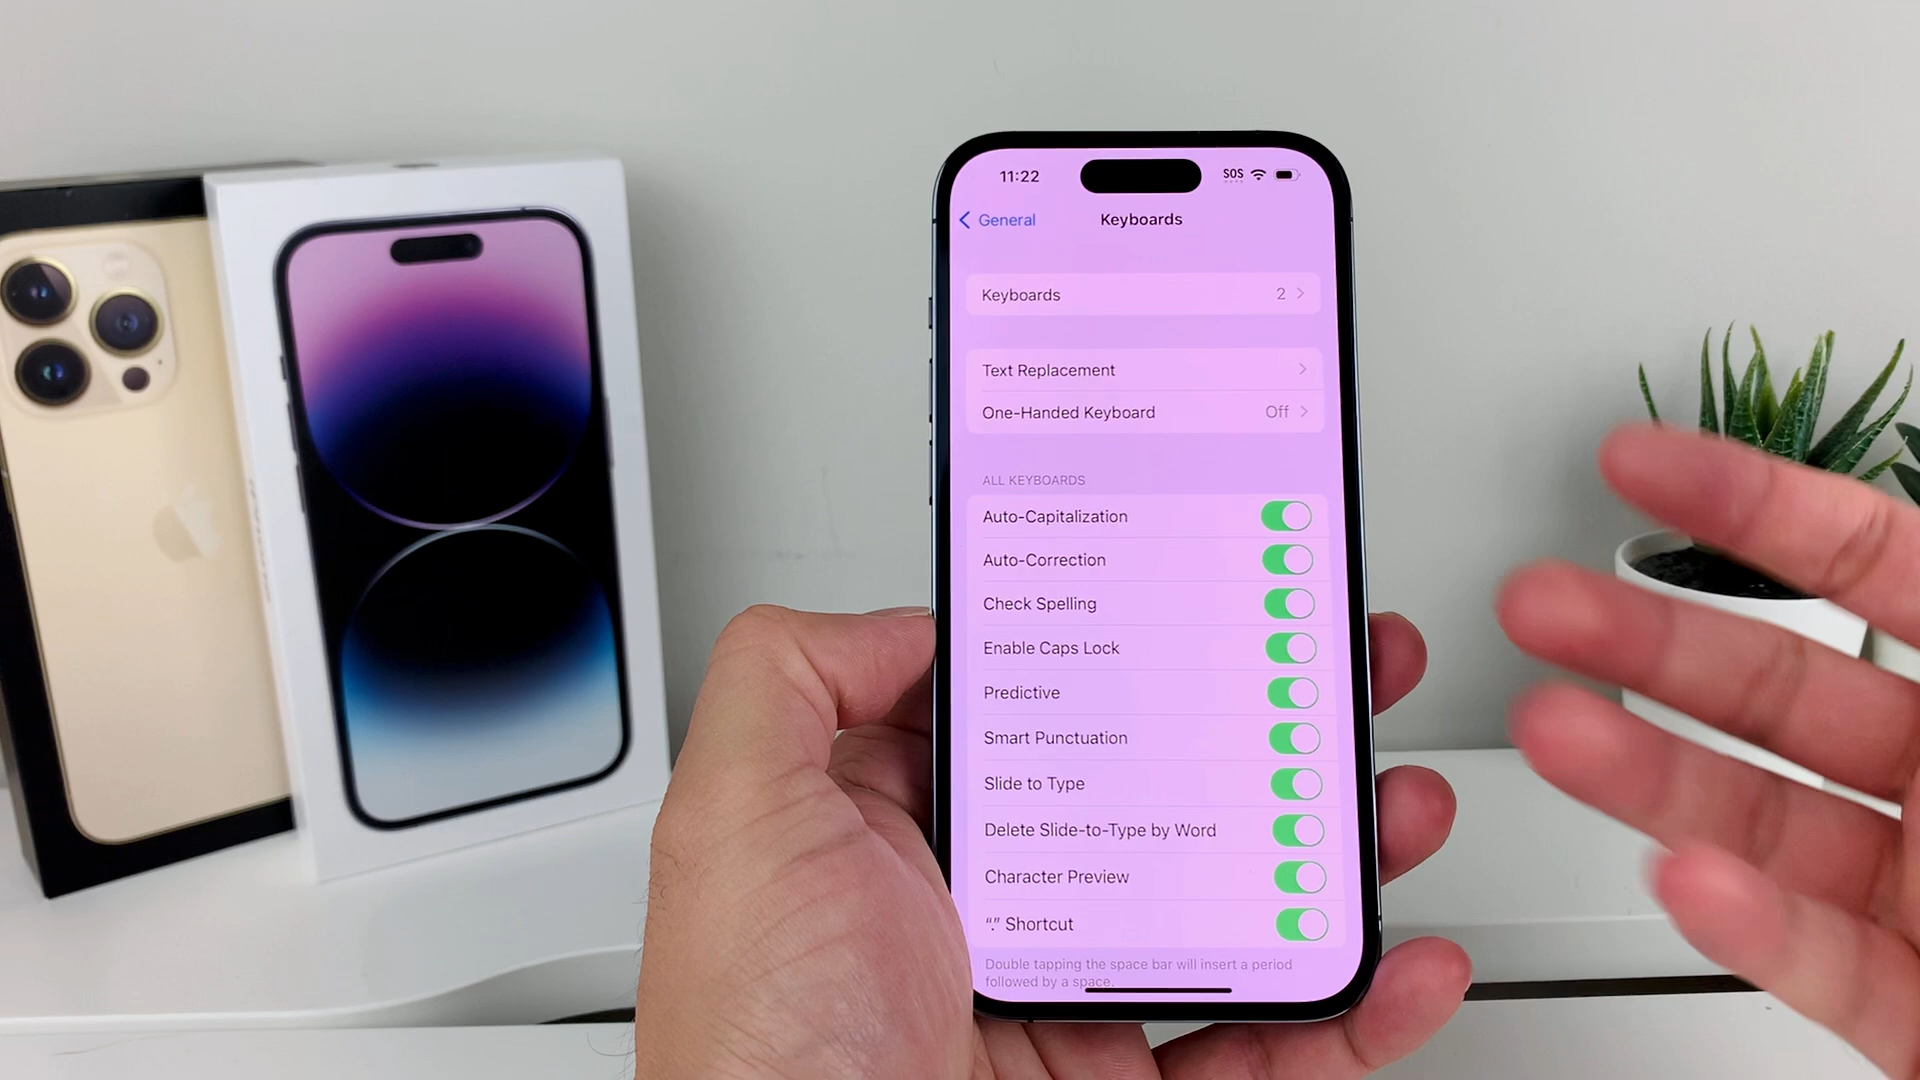 11:22
SOS
General
Keyboards
Keyboards 2
Text Replacement
One-Handed Keyboard Off
ALL KEYBOARDS
Auto-Capitalization
Auto-Correction
Check Spelling
Enable Caps Lock
Predictive
Smart Punctuation
Slide to Type
Delete Slide-to-Type by Word
Character Preview
“.” Shortcut
Double tapping the space bar will insert a period
followed by a space.